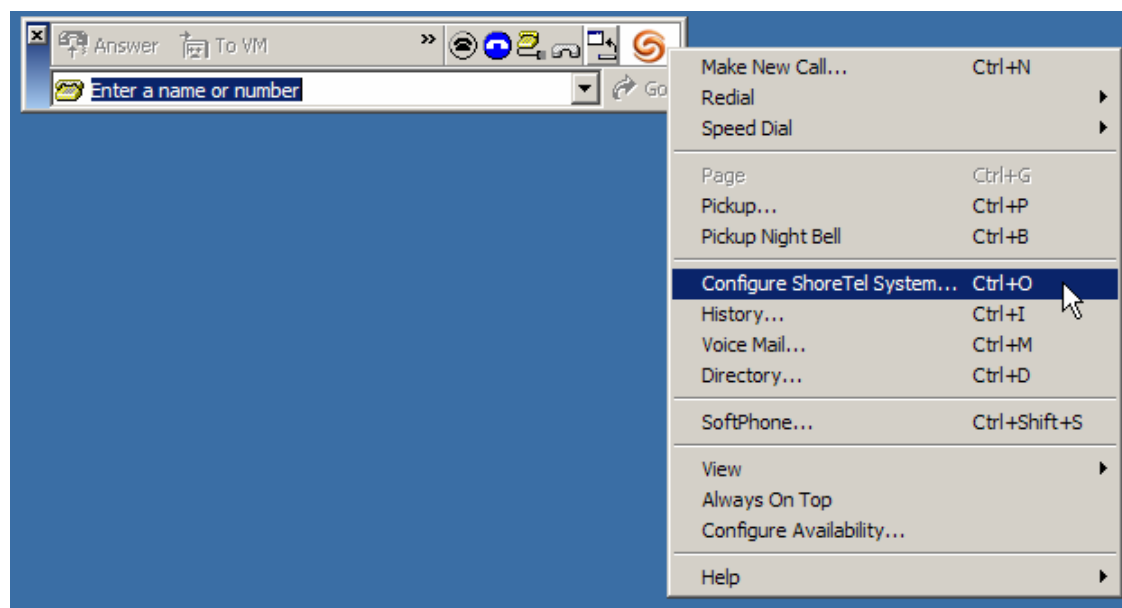 Answer To VM »
Enter a name or number Go
Make New Call... Ctrl+N
Redial
Speed Dial
Page Ctrl+G
Pickup... Ctrl+P
Pickup Night Bell Ctrl+B
Configure ShoreTel System... Ctrl+O
History... Ctrl+I
Voice Mail... Ctrl+M
Directory... Ctrl+D
SoftPhone... Ctrl+Shift+S
View
Always On Top
Configure Availability...
Help